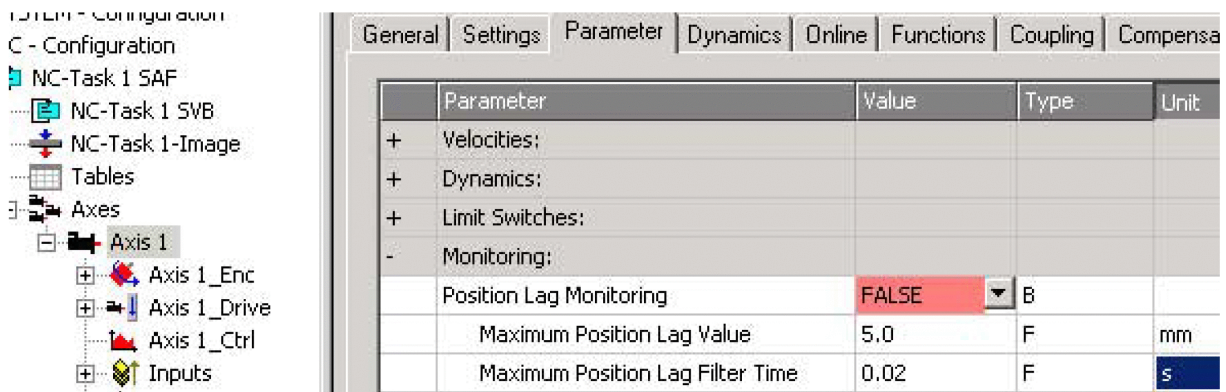 C - Configuration
NC-Task 1 SAF
NC-Task 1 SVB
NC-Task 1-Image
Tables
Axes
Axis 1
Axis 1_Enc
Axis 1_Drive
Axis 1_Ctrl
Inputs
General Settings Parameter Dynamics Online Functions Coupling Compensa
Parameter Value Type Unit
+ Velocities:
+ Dynamics:
+ Limit Switches:
- Monitoring:
Position Lag Monitoring FALSE B
Maximum Position Lag Value 5.0 F mm
Maximum Position Lag Filter Time 0.02 F s